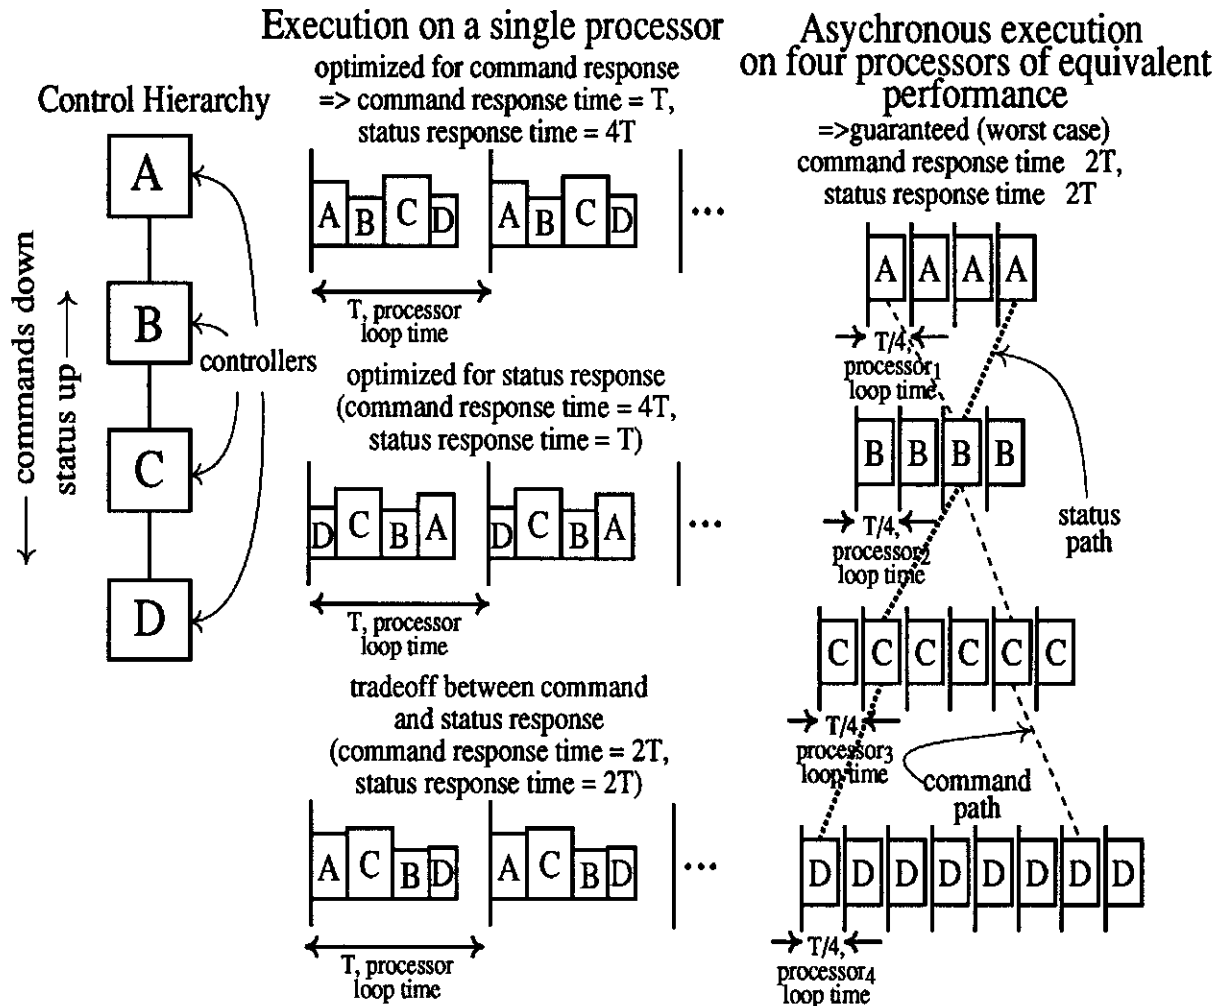 Execution on a single processor
optimized for command response
=> command response time = T,
status response time = 4T
Asychronous execution
on four processors of equivalent
performance
=>guaranteed (worst case)
command response time 2T,
status response time 2T
Control Hierarchy
A
B
C
D
commands down
status up
controllers
A B C D A B C D ...
T, processor
loop time
optimized for status response
(command response time = 4T,
status response time = T)
D C B A D C B A ...
T, processor
loop time
tradeoff between command
and status response
(command response time = 2T,
status response time = 2T)
A C B D A C B D ...
T, processor
loop time
A A A A
T/4,
processor1
loop time
B B B B
T/4,
processor2
loop time
status
path
C C C C C C
T/4
processor3
loop time
command
path
D D D D D D D D
T/4,
processor4
loop time